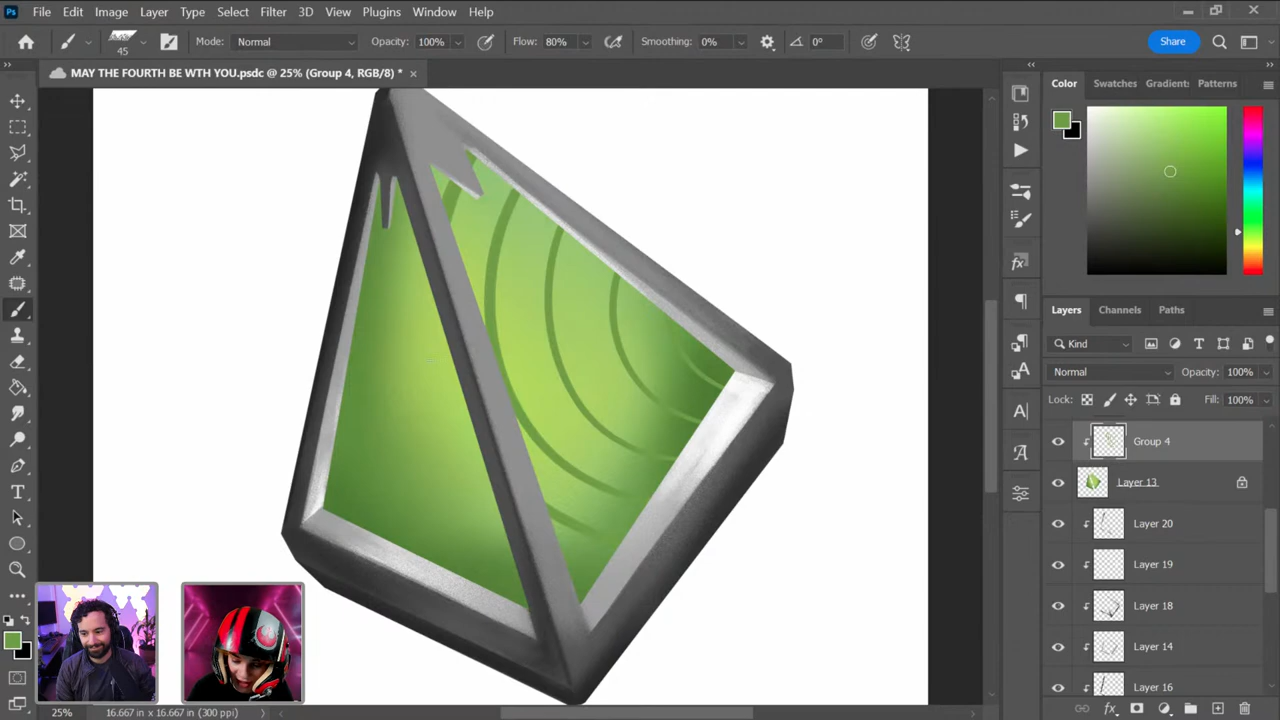 Ps File Edit Image Layer Type Select Filter 3D View Plugins Window Help
45 Mode: Normal Opacity: 100% Flow: 80% Smoothing: 0% 0° Share
MAY THE FOURTH BE WTH YOU.psdc @ 25% (Group 4, RGB/8) *
Color Swatches Gradient: Patterns
Layers Channels Paths
Kind
Normal Opacity: 100%
Lock: Fill: 100%
Group 4
Layer 13
Layer 20
Layer 19
Layer 18
Layer 14
Layer 16
25% 16.667 in x 16.667 in (300 ppi)